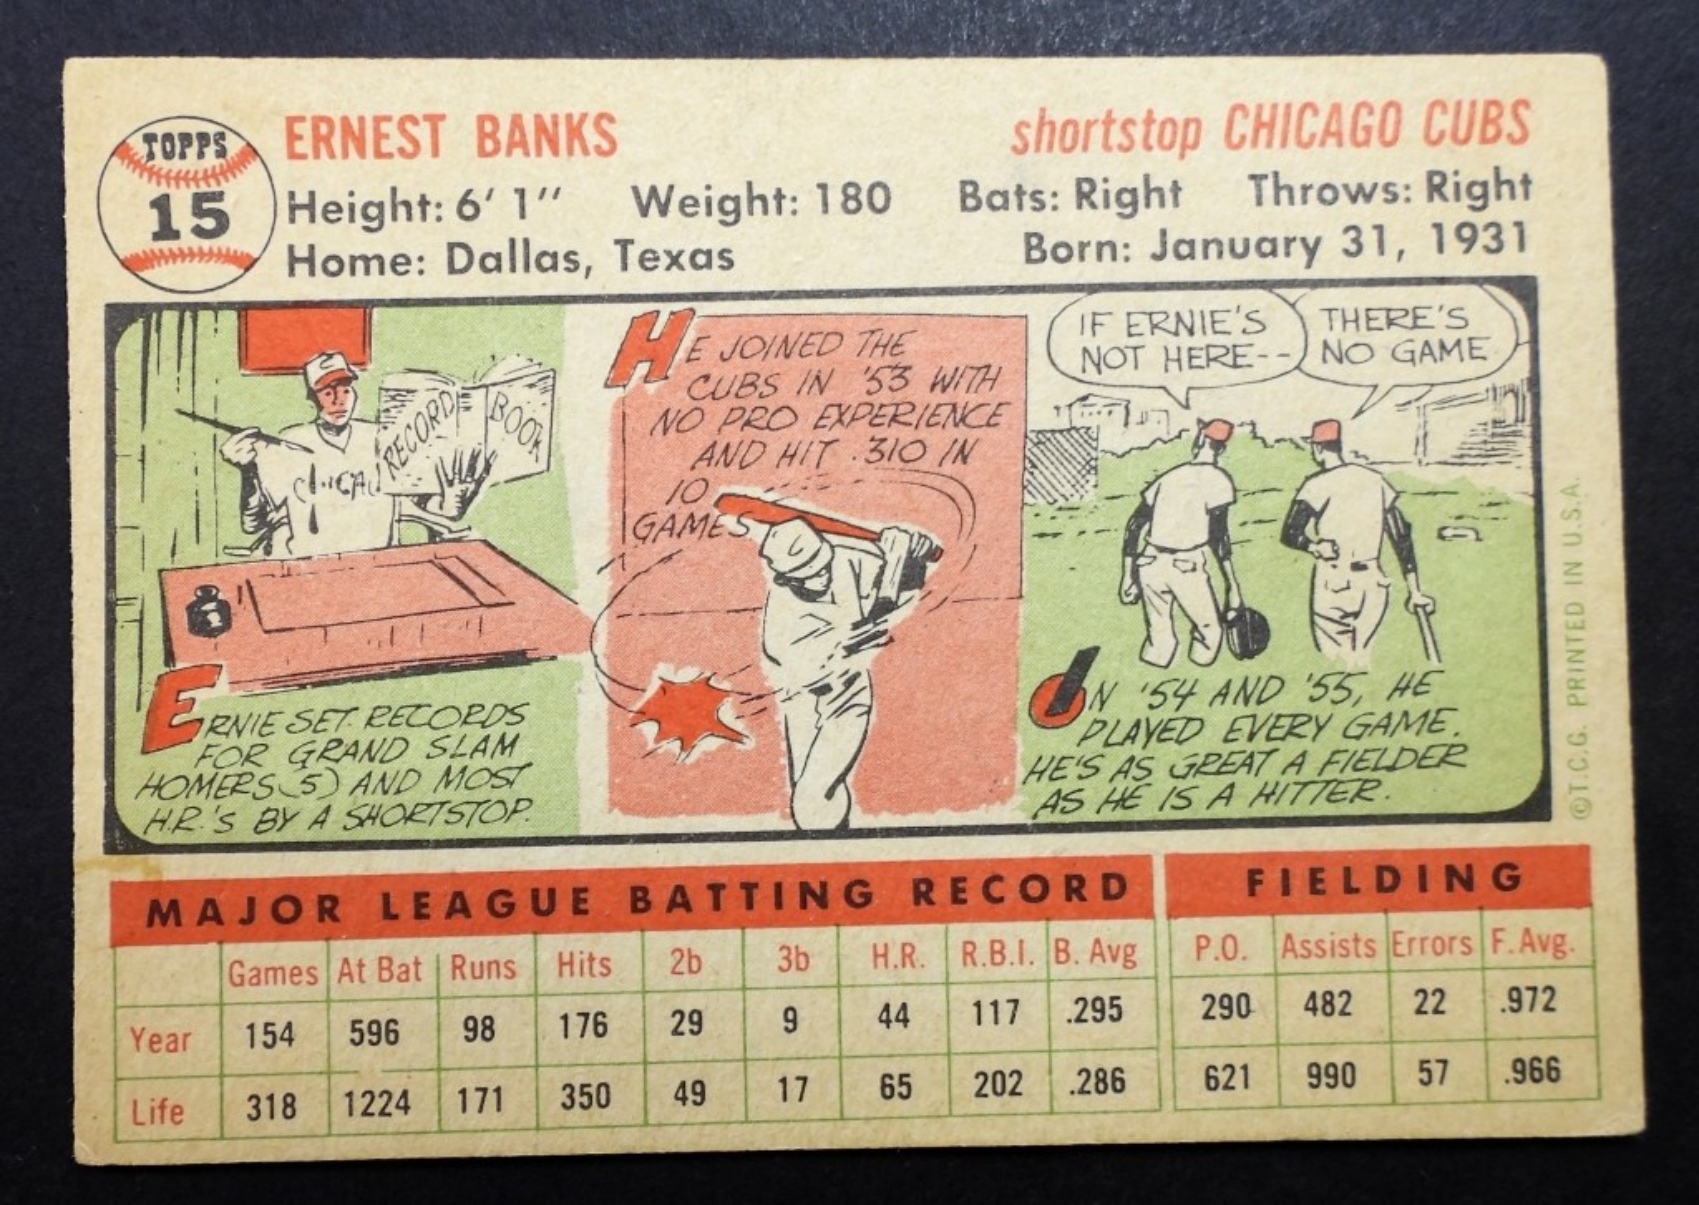 TOPPS
15
ERNEST BANKS
shortstop CHICAGO CUBS
Height: 6' 1'' Weight: 180 Bats: Right Throws: Right
Home: Dallas, Texas Born: January 31, 1931
RECORD BOOK
CHICAG
ERNIE SET RECORDS
FOR GRAND SLAM
HOMERS (5) AND MOST
H.R.'S BY A SHORTSTOP.
HE JOINED THE
CUBS IN '53 WITH
NO PRO EXPERIENCE
AND HIT .310 IN
10
GAMES
IF ERNIE'S
NOT HERE--
THERE'S
NO GAME
IN '54 AND '55, HE
PLAYED EVERY GAME.
HE'S AS GREAT A FIELDER
AS HE IS A HITTER.
©T.C.G. PRINTED IN U.S.A.
MAJOR LEAGUE BATTING RECORD FIELDING
Games At Bat Runs Hits 2b 3b H.R. R.B.I. B. Avg P.O. Assists Errors F. Avg.
Year 154 596 98 176 29 9 44 117 .295 290 482 22 .972
Life 318 1224 171 350 49 17 65 202 .286 621 990 57 .966